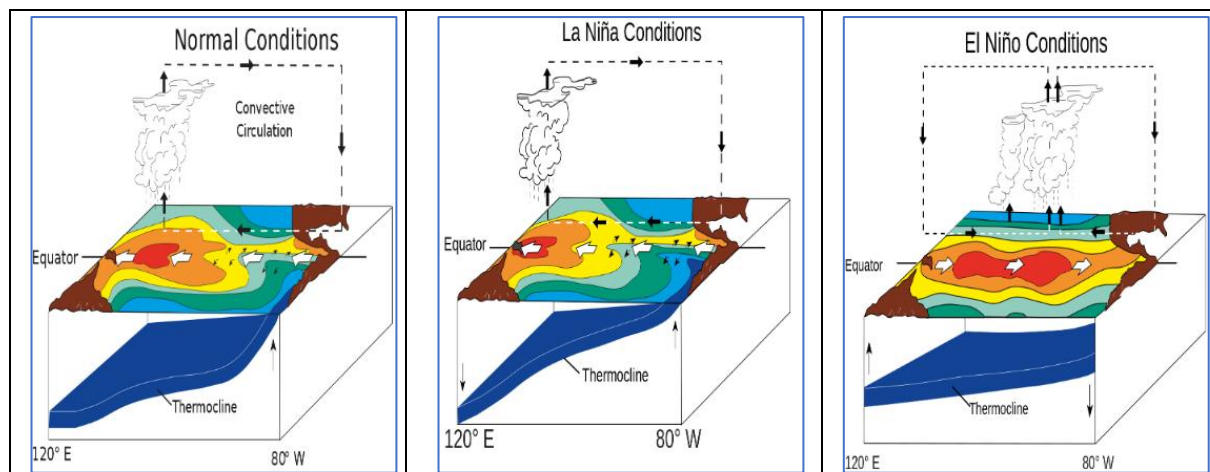 Normal Conditions
Convective
Circulation
Equator
Thermocline
120° E
80° W
La Niña Conditions
Equator
Thermocline
120° E
80° W
El Niño Conditions
Equator
Thermocline
120° E
80° W